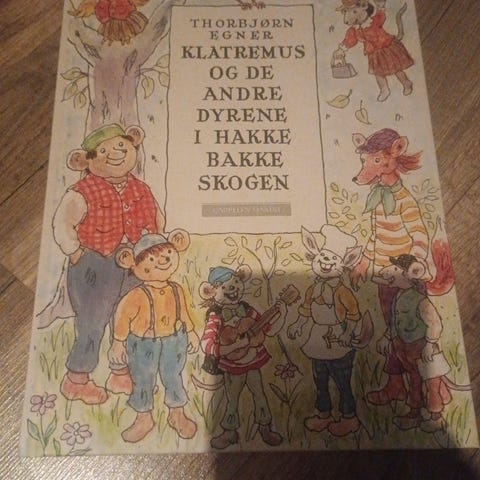 THORBJØRN
EGNER
KLATREMUS
OG DE
ANDRE
DYRENE
I HAKKE
BAKKE
SKOGEN
CAPPELEN DAMM